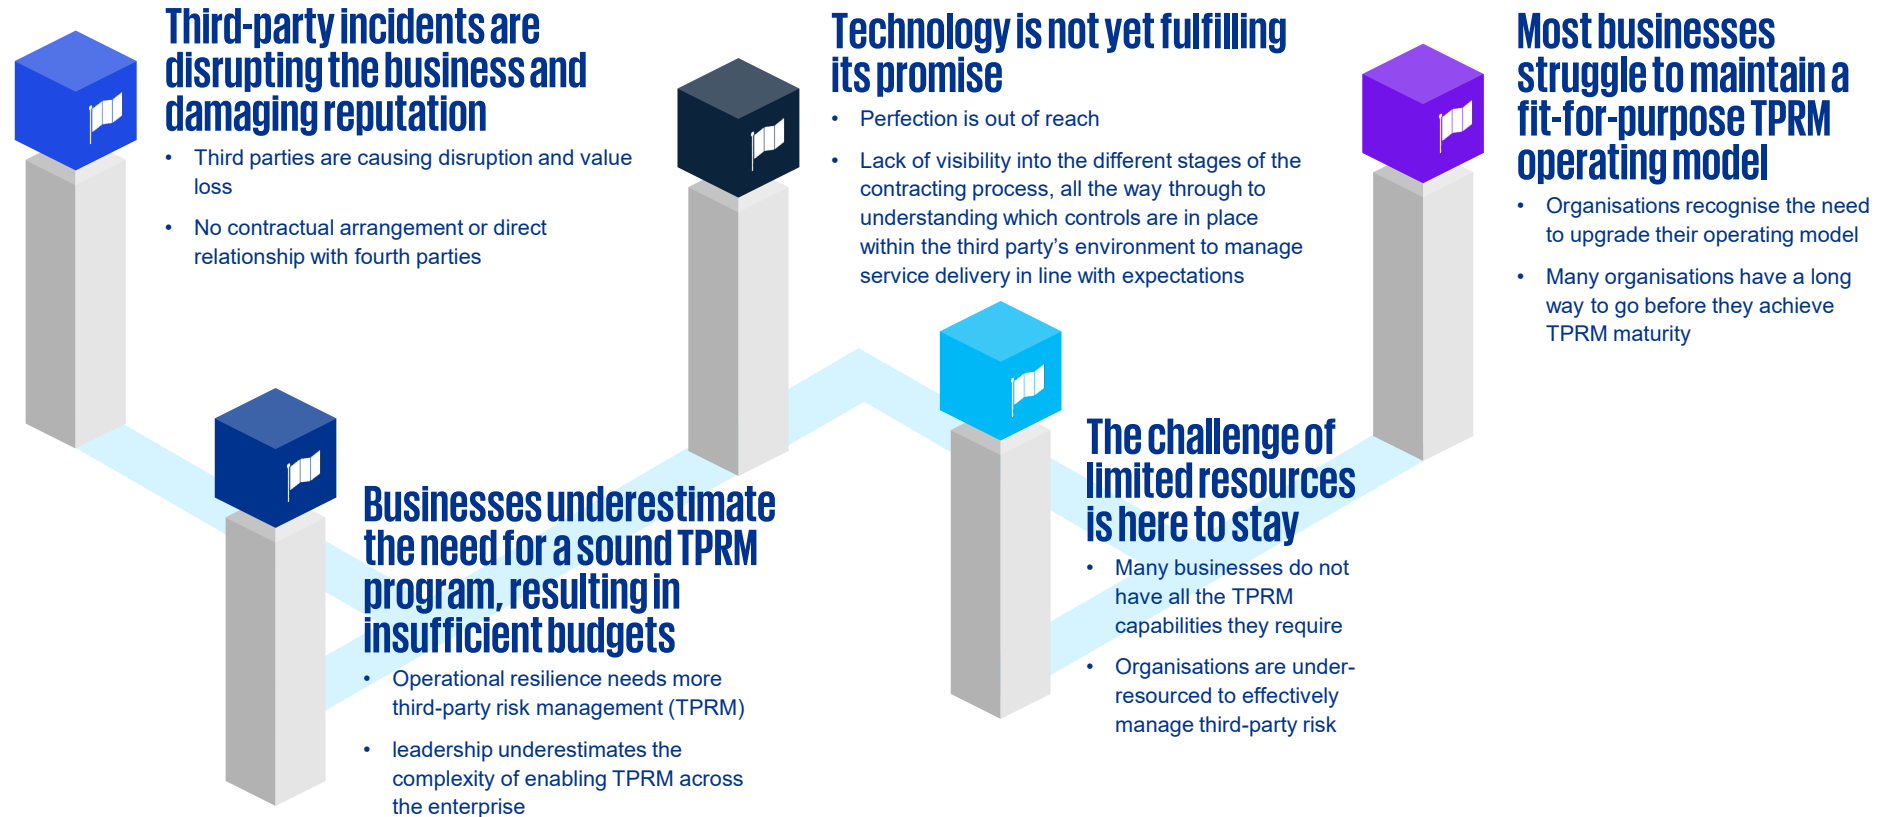 Third-party incidents are
disrupting the business and
damaging reputation
• Third parties are causing disruption and value
loss
• No contractual arrangement or direct
relationship with fourth parties
Businesses underestimate
the need for a sound TPRM
program, resulting in
insufficient budgets
• Operational resilience needs more
third-party risk management (TPRM)
• leadership underestimates the
complexity of enabling TPRM across
the enterprise
Technology is not yet fulfilling
its promise
• Perfection is out of reach
• Lack of visibility into the different stages of the
contracting process, all the way through to
understanding which controls are in place
within the third party’s environment to manage
service delivery in line with expectations
The challenge of
limited resources
is here to stay
• Many businesses do not
have all the TPRM
capabilities they require
• Organisations are under-
resourced to effectively
manage third-party risk
Most businesses
struggle to maintain a
fit-for-purpose TPRM
operating model
• Organisations recognise the need
to upgrade their operating model
• Many organisations have a long
way to go before they achieve
TPRM maturity